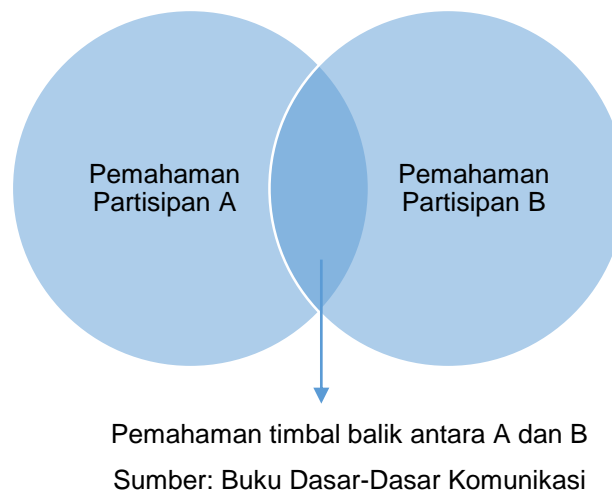 Pemahaman
Partisipan A
Pemahaman
Partisipan B
Pemahaman timbal balik antara A dan B
Sumber: Buku Dasar-Dasar Komunikasi